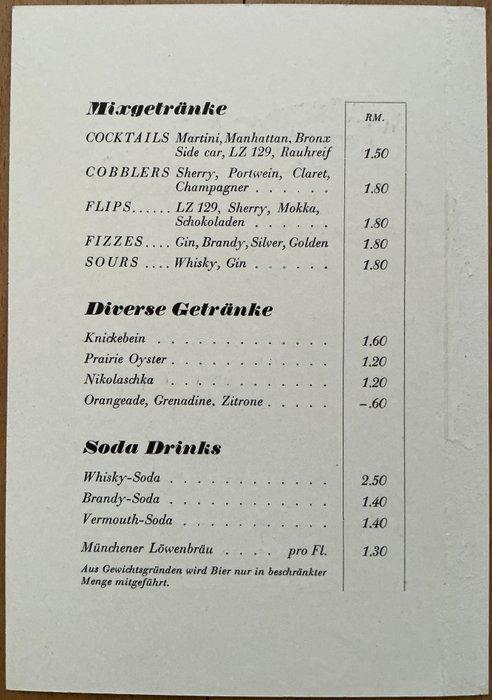 Mixgetränke
RM.
COCKTAILS Martini, Manhattan, Bronx
Side car, LZ 129, Rauhreif 1.50
COBBLERS Sherry, Portwein, Claret,
Champagner . . . . . . 1.80
FLIPS...... LZ 129, Sherry, Mokka,
Schokoladen . . . . . . 1.80
FIZZES.... Gin, Brandy, Silver, Golden 1.80
SOURS .... Whisky, Gin . . . . . . 1.80
Diverse Getränke
Knickebein . . . . . . . . . . . . . 1.60
Prairie Oyster . . . . . . . . . . . . 1.20
Nikolaschka . . . . . . . . . . . . 1.20
Orangeade, Grenadine, Zitrone . . . . . -.60
Soda Drinks
Whisky-Soda . . . . . . . . . . . . 2.50
Brandy-Soda . . . . . . . . . . . . 1.40
Vermouth-Soda . . . . . . . . . . . 1.40
Münchener Löwenbräu . . . . pro Fl. 1.30
Aus Gewichtsgründen wird Bier nur in beschränkter
Menge mitgeführt.